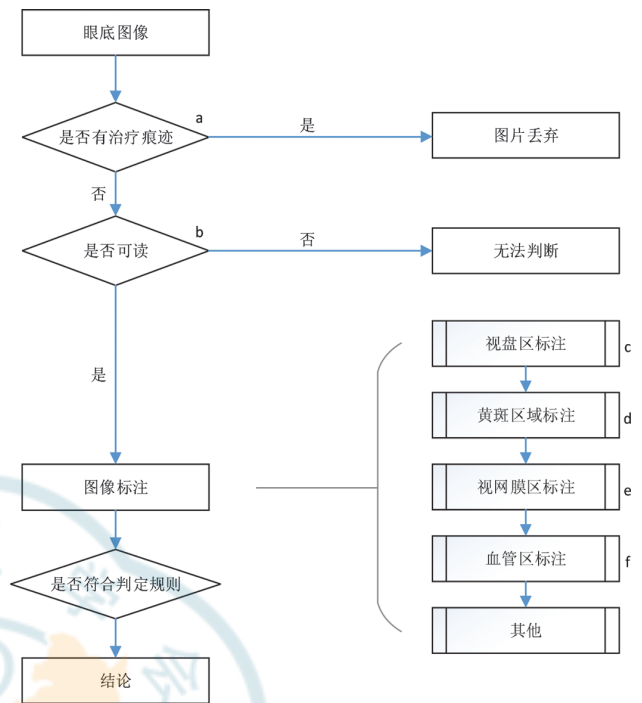 眼底图像
a
是否有治疗痕迹
是
图片丢弃
否
b
是否可读
否
无法判断
是
视盘区标注
c
黄斑区域标注
d
图像标注
视网膜区标注
e
血管区标注
f
是否符合判定规则
其他
结论
学
会